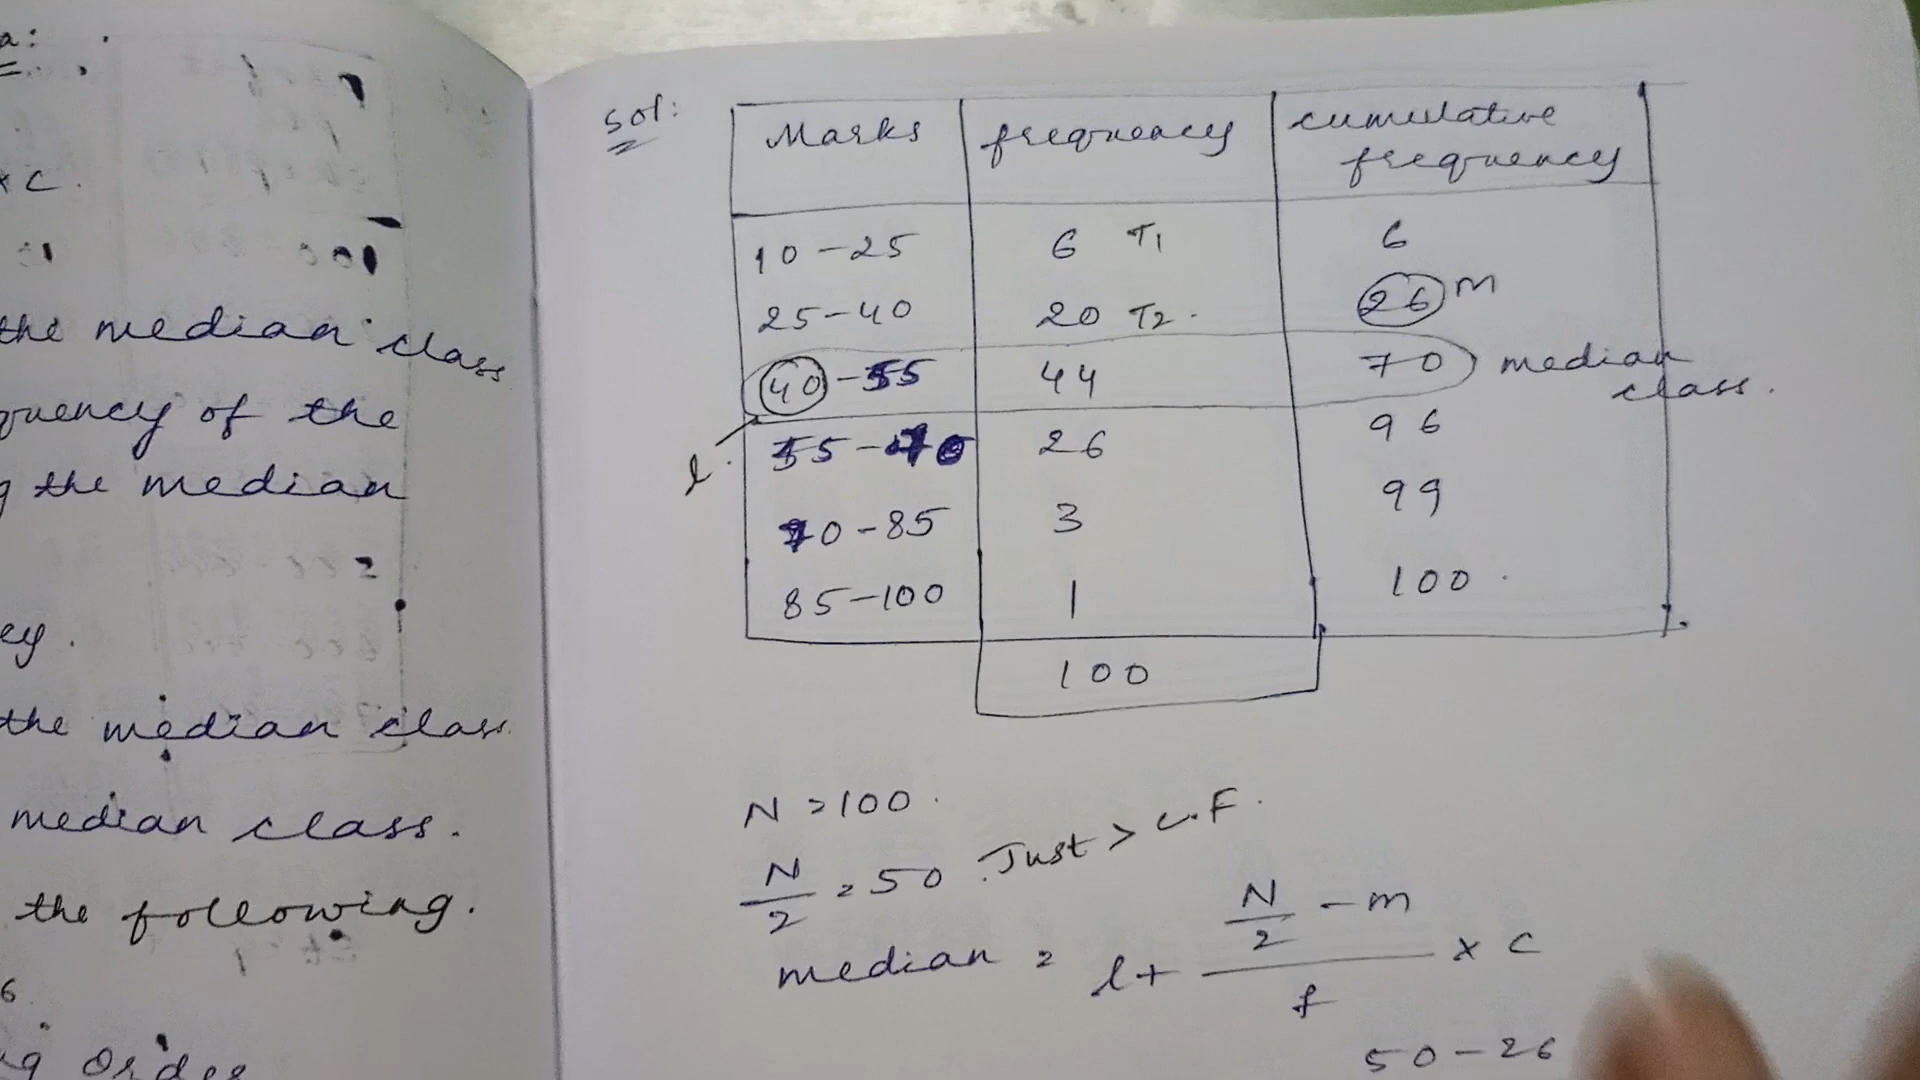 a:
x c.
the median class
quency of the
g the median
ey.
the median class
median class.
the following.
6
g order
Sol:
Marks frequency cumulative frequency
10-25 6 T1 6
25-40 20 T2. 26 m
40-55 44 70 median class.
l.
55-70 26 96
70-85 3 99
85-100 1 100.
100
N = 100.
N/2 = 50. Just > C.F.
median = l + (N/2 - m)/f x c
50-26